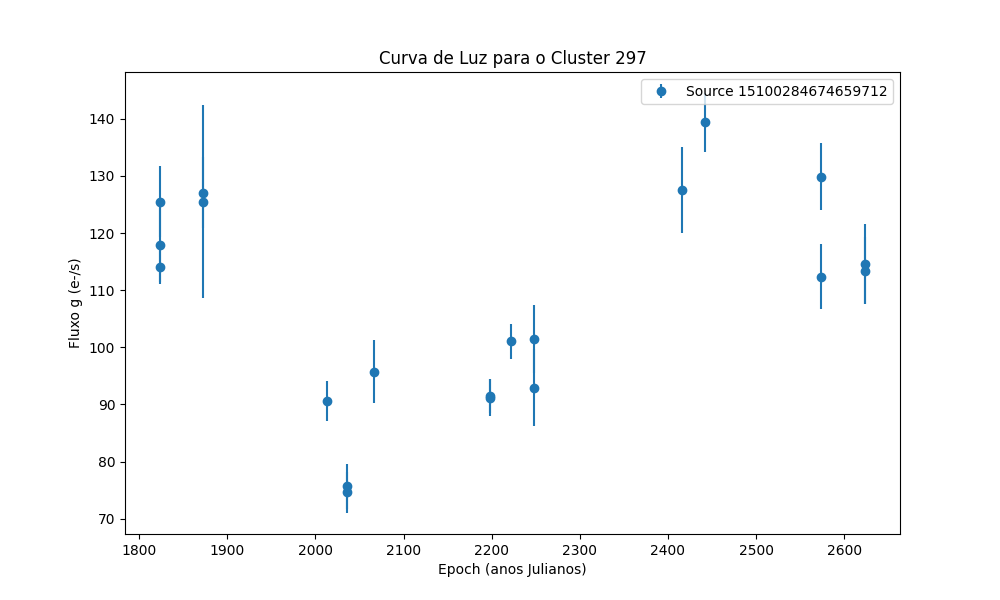 Curva de Luz para o Cluster 297
Source 15100284674659712
Fluxo g (e-/s)
140
130
120
110
100
90
80
70
1800 1900 2000 2100 2200 2300 2400 2500 2600
Epoch (anos Julianos)